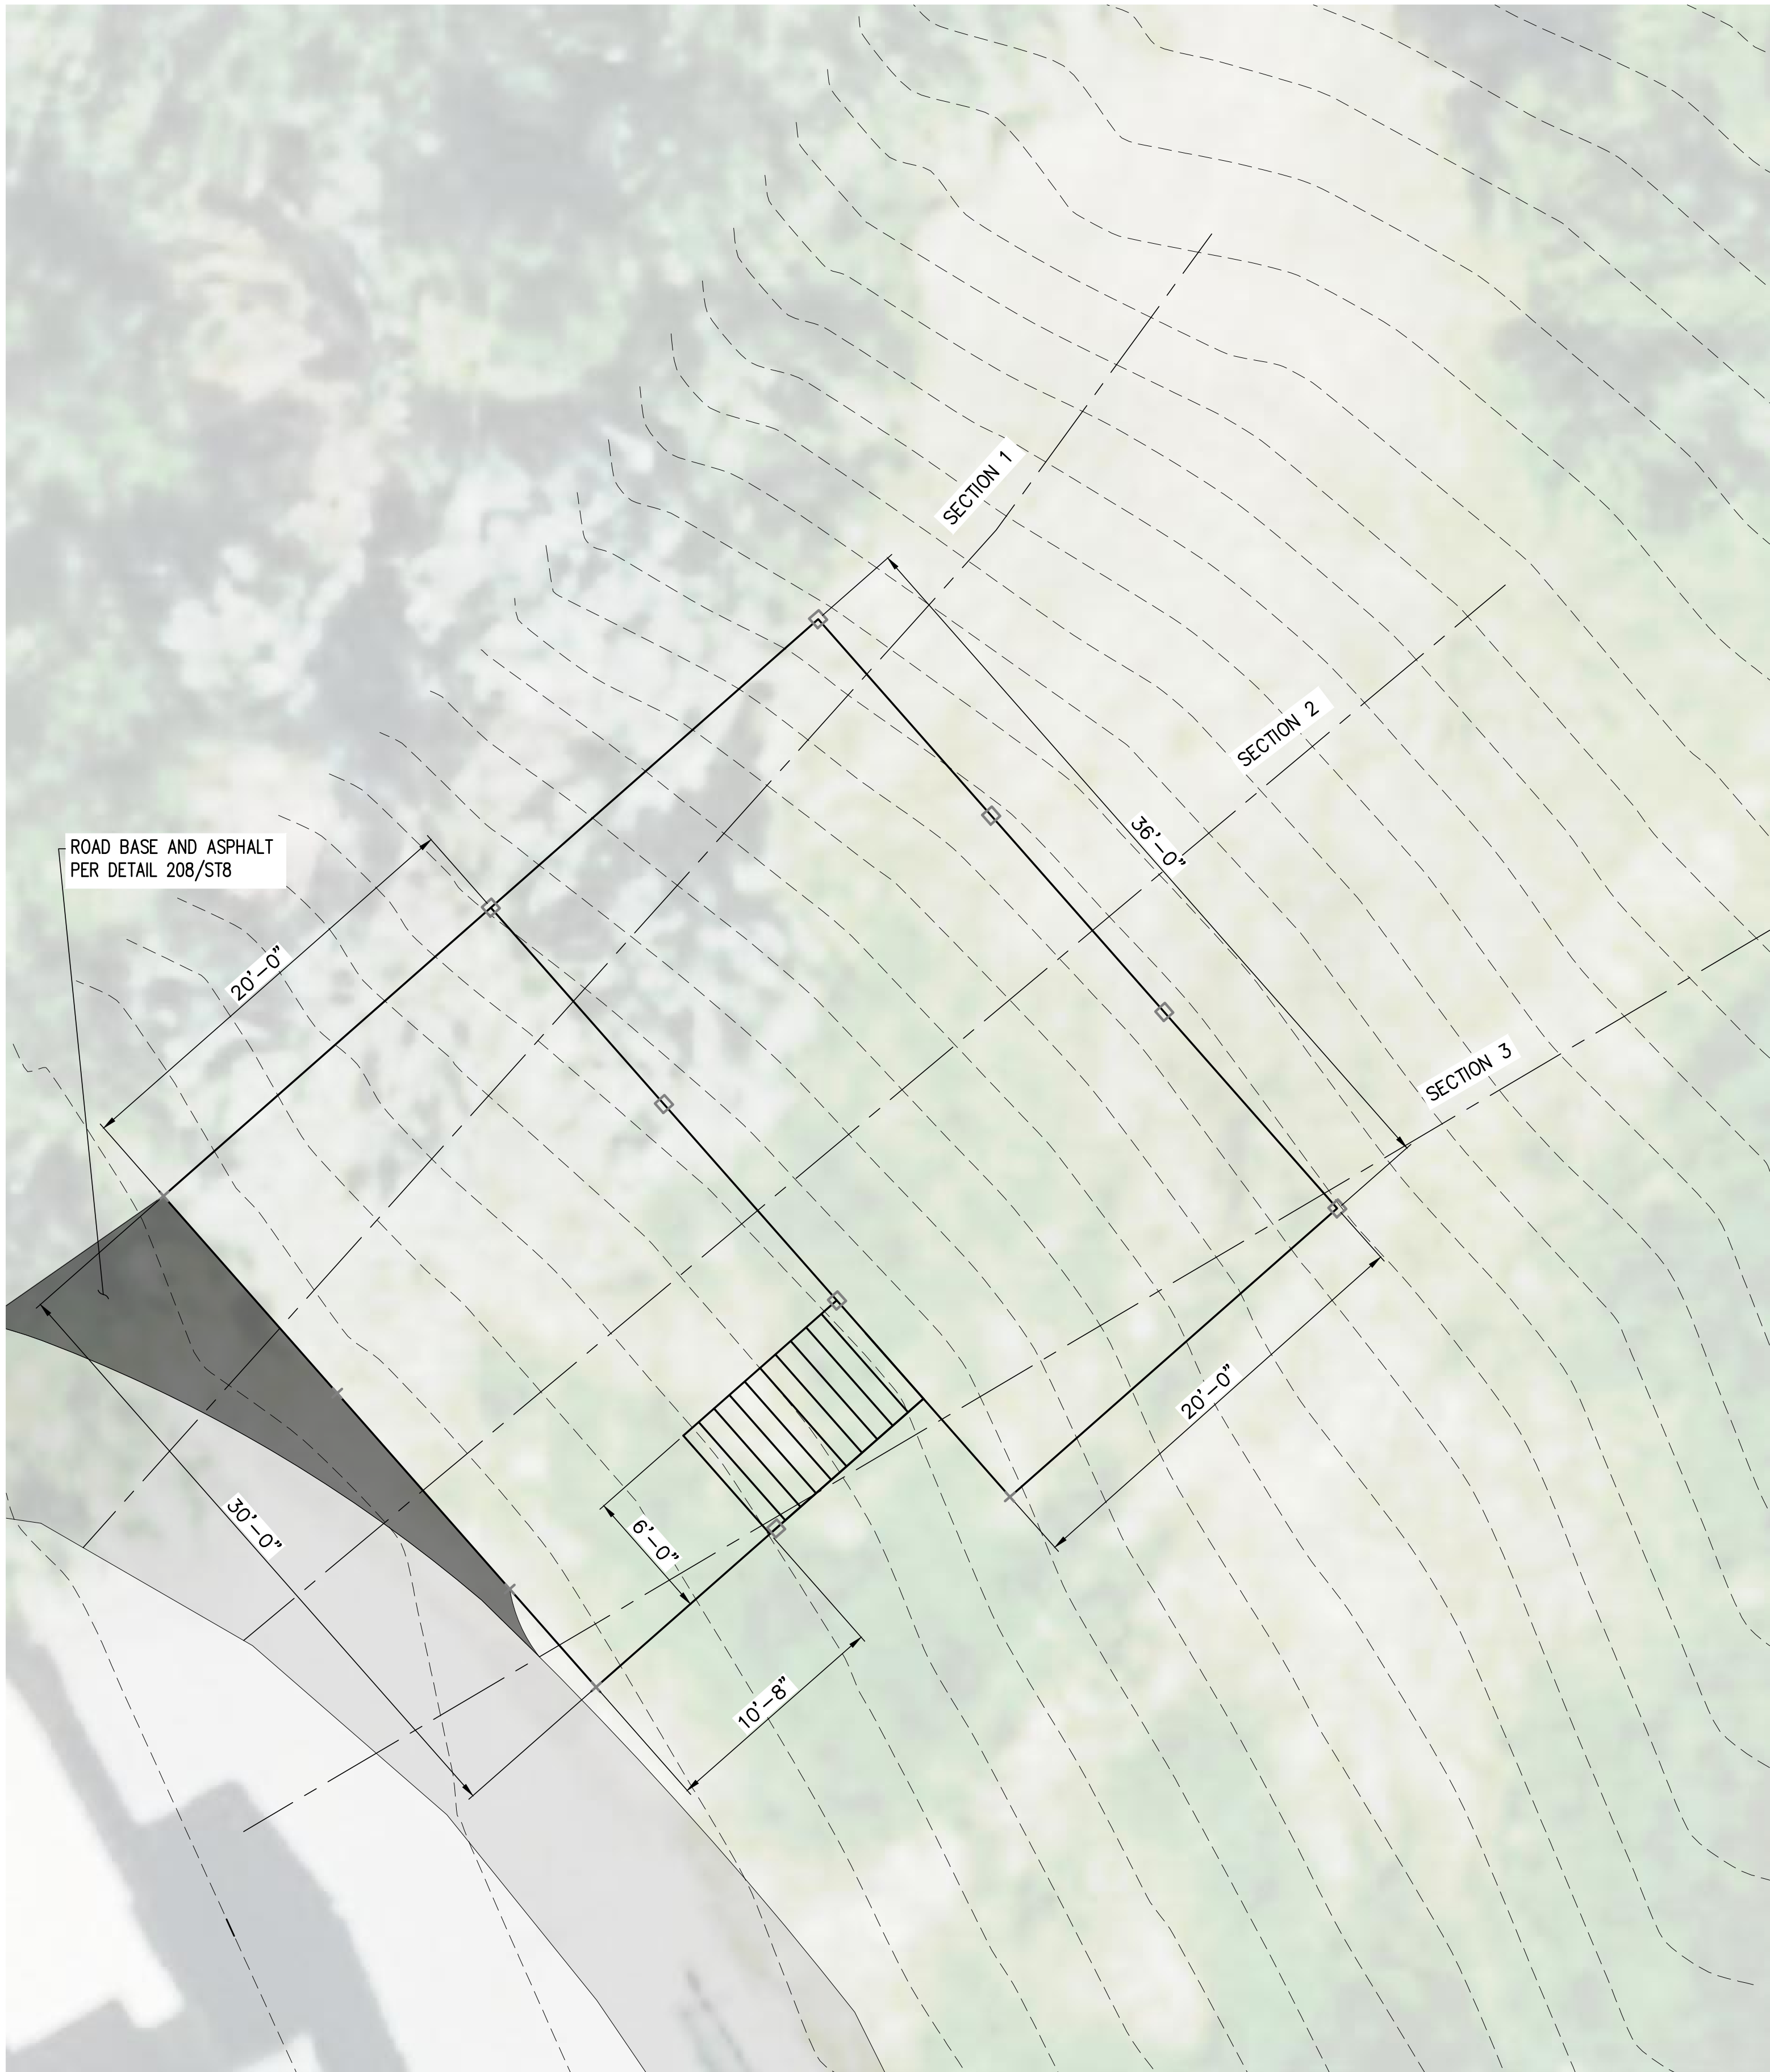 SECTION 1
SECTION 2
36'-0"
ROAD BASE AND ASPHALT
PER DETAIL 208/ST8
20'-0"
SECTION 3
20'-0"
30'-0"
6'-0"
10'-8"